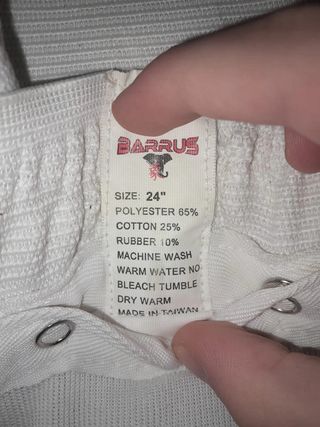 BARRUS
SIZE: 24"
POLYESTER 65%
COTTON 25%
RUBBER 10%
MACHINE WASH
WARM WATER NO-
BLEACH TUMBLE
DRY WARM
MADE IN TAIWAN